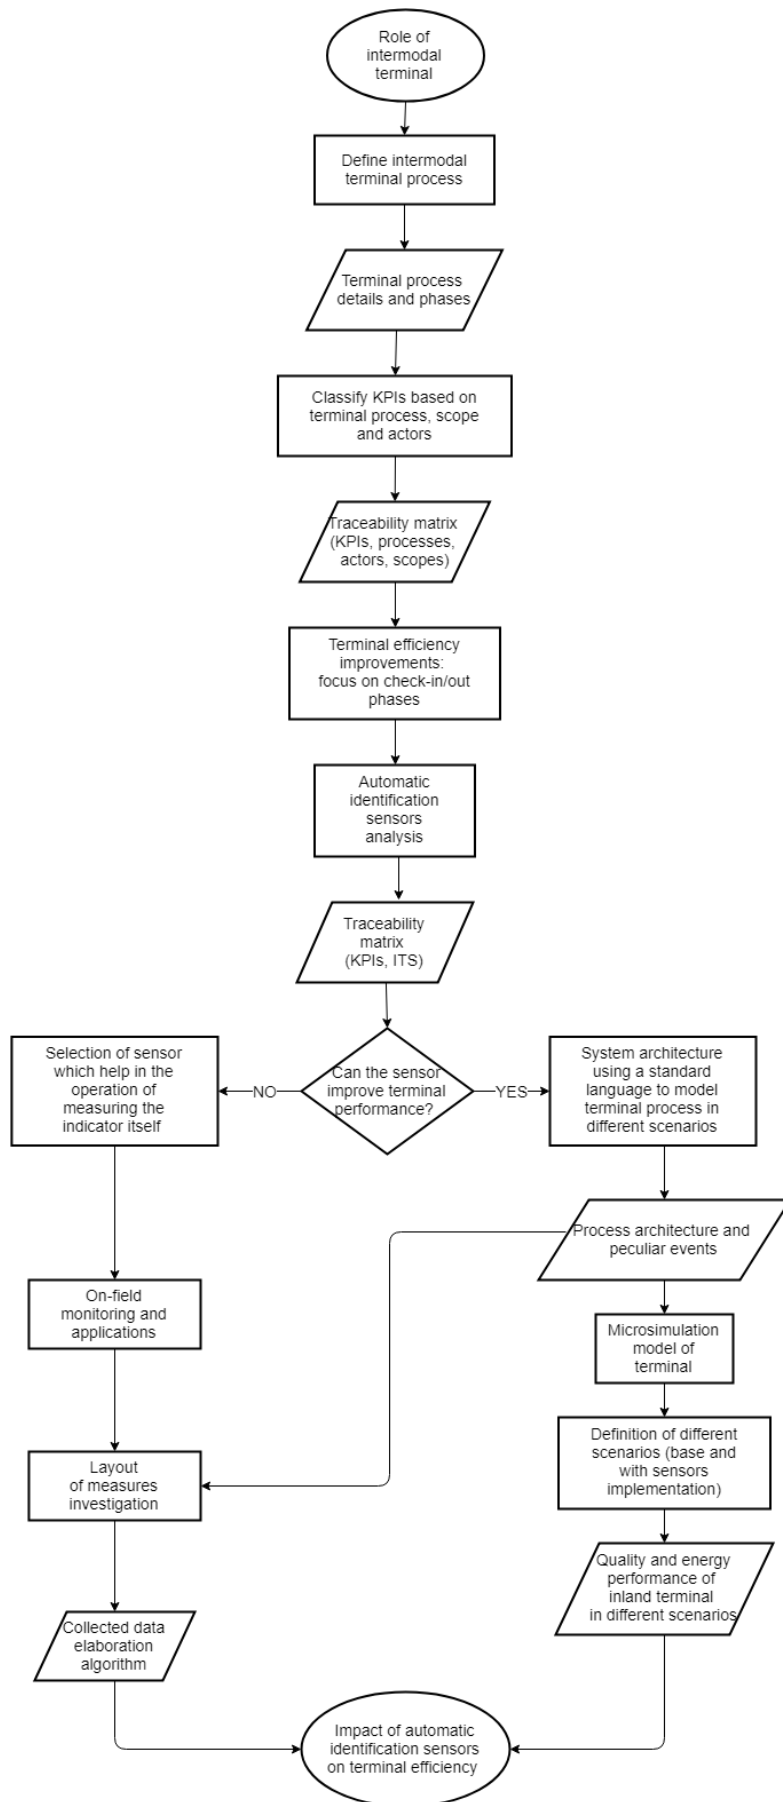 Role of
intermodal
terminal
Define intermodal
terminal process
Terminal process
details and phases
Classify KPIs based on
terminal process, scope
and actors
Traceability matrix
(KPIs, processes,
actors, scopes)
Terminal efficiency
improvements:
focus on check-in/out
phases
Automatic
identification
sensors
analysis
Traceability
matrix
(KPIs, ITS)
Can the sensor
improve terminal
performance?
NO
YES
Selection of sensor
which help in the
operation of
measuring the
indicator itself
System architecture
using a standard
language to model
terminal process in
different scenarios
Process architecture and
peculiar events
On-field
monitoring and
applications
Microsimulation
model of
terminal
Layout
of measures
investigation
Definition of different
scenarios (base and
with sensors
implementation)
Collected data
elaboration
algorithm
Quality and energy
performance of
inland terminal
in different scenarios
Impact of automatic
identification sensors
on terminal efficiency